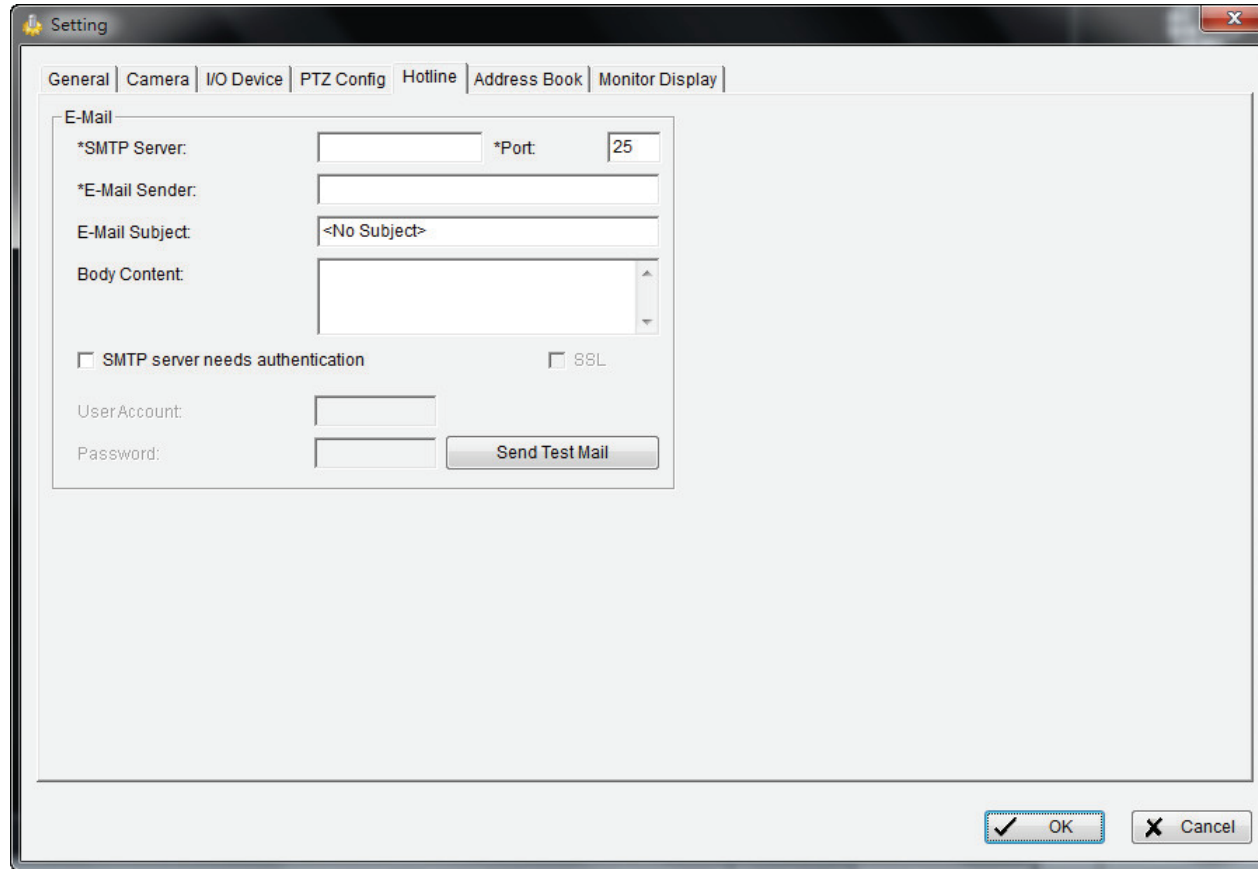 Setting
General Camera I/O Device PTZ Config Hotline Address Book Monitor Display
E-Mail
*SMTP Server: *Port: 25
*E-Mail Sender:
E-Mail Subject: <No Subject>
Body Content:
SMTP server needs authentication SSL
User Account:
Password: Send Test Mail
OK Cancel